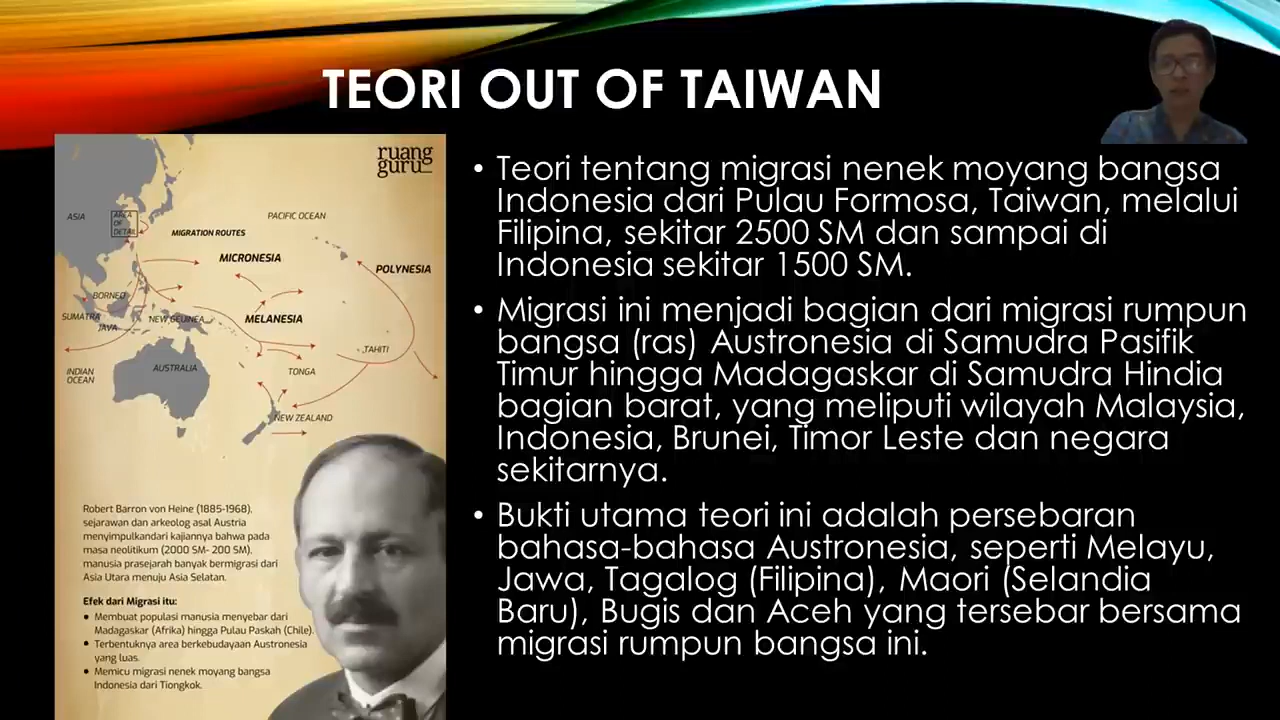 TEORI OUT OF TAIWAN
ruang
guru
ASIA
AREA
OF
DETAIL
PACIFIC OCEAN
MIGRATION ROUTES
MICRONESIA
POLYNESIA
BORNEO
SUMATRA
JAVA
NEW GUINEA
MELANESIA
TAHITI
INDIAN
OCEAN
AUSTRALIA
TONGA
NEW ZEALAND
Robert Barron von Heine (1885-1968),
sejarawan dan arkeolog asal Austria
menyimpulkandari kajiannya bahwa pada
masa neolitikum (2000 SM- 200 SM),
manusia prasejarah banyak bermigrasi dari
Asia Utara menuju Asia Selatan.
Efek dari Migrasi itu:
• Membuat populasi manusia menyebar dari
Madagaskar (Afrika) hingga Pulau Paskah (Chile).
• Terbentuknya area berkebudayaan Austronesia
yang luas.
• Memicu migrasi nenek moyang bangsa
Indonesia dari Tiongkok.
• Teori tentang migrasi nenek moyang bangsa
Indonesia dari Pulau Formosa, Taiwan, melalui
Filipina, sekitar 2500 SM dan sampai di
Indonesia sekitar 1500 SM.
• Migrasi ini menjadi bagian dari migrasi rumpun
bangsa (ras) Austronesia di Samudra Pasifik
Timur hingga Madagaskar di Samudra Hindia
bagian barat, yang meliputi wilayah Malaysia,
Indonesia, Brunei, Timor Leste dan negara
sekitarnya.
• Bukti utama teori ini adalah persebaran
bahasa-bahasa Austronesia, seperti Melayu,
Jawa, Tagalog (Filipina), Maori (Selandia
Baru), Bugis dan Aceh yang tersebar bersama
migrasi rumpun bangsa ini.